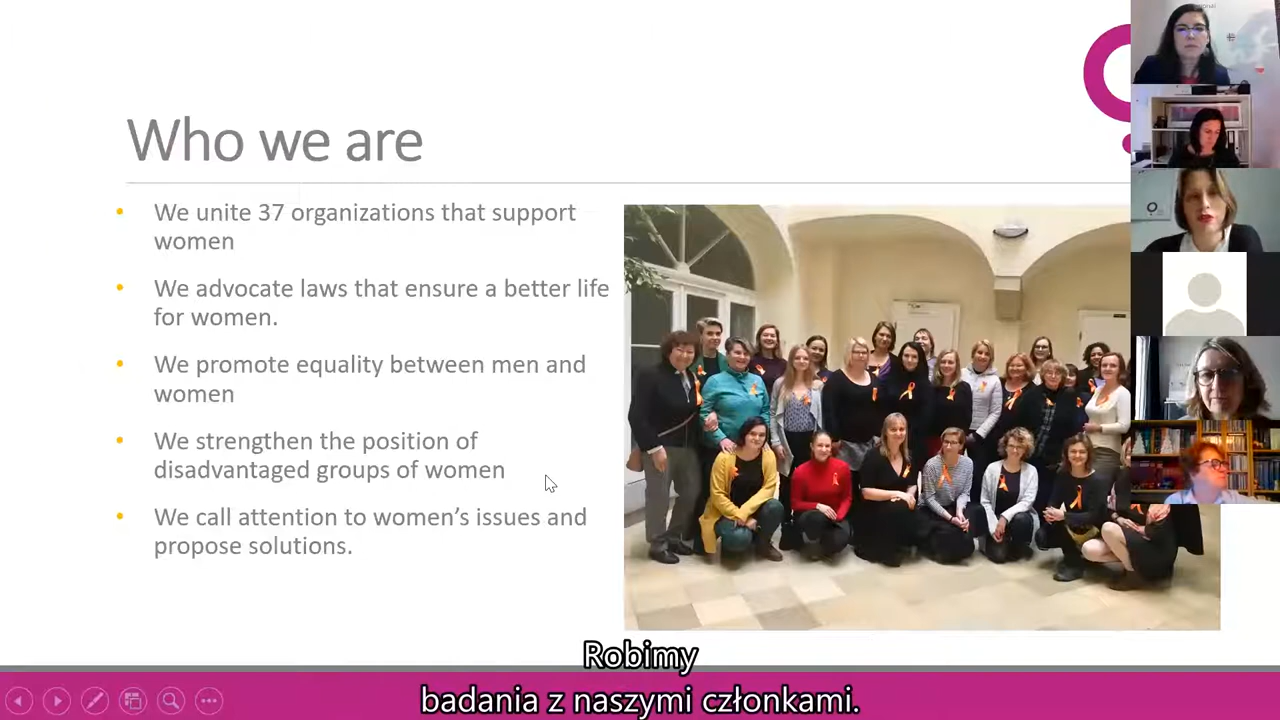 Who we are
We unite 37 organizations that support
women
We advocate laws that ensure a better life
for women.
We promote equality between men and
women
We strengthen the position of
disadvantaged groups of women
We call attention to women's issues and
propose solutions.
Robimy
badania z naszymi członkami.